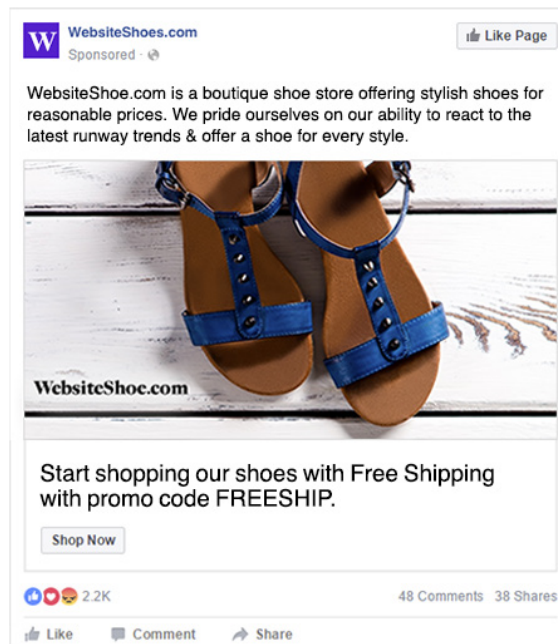 W
WebsiteShoes.com
Like Page
Sponsored ·
WebsiteShoe.com is a boutique shoe store offering stylish shoes for
reasonable prices. We pride ourselves on our ability to react to the
latest runway trends & offer a shoe for every style.
WebsiteShoe.com
Start shopping our shoes with Free Shipping
with promo code FREESHIP.
Shop Now
2.2K
48 Comments 38 Shares
Like Comment Share